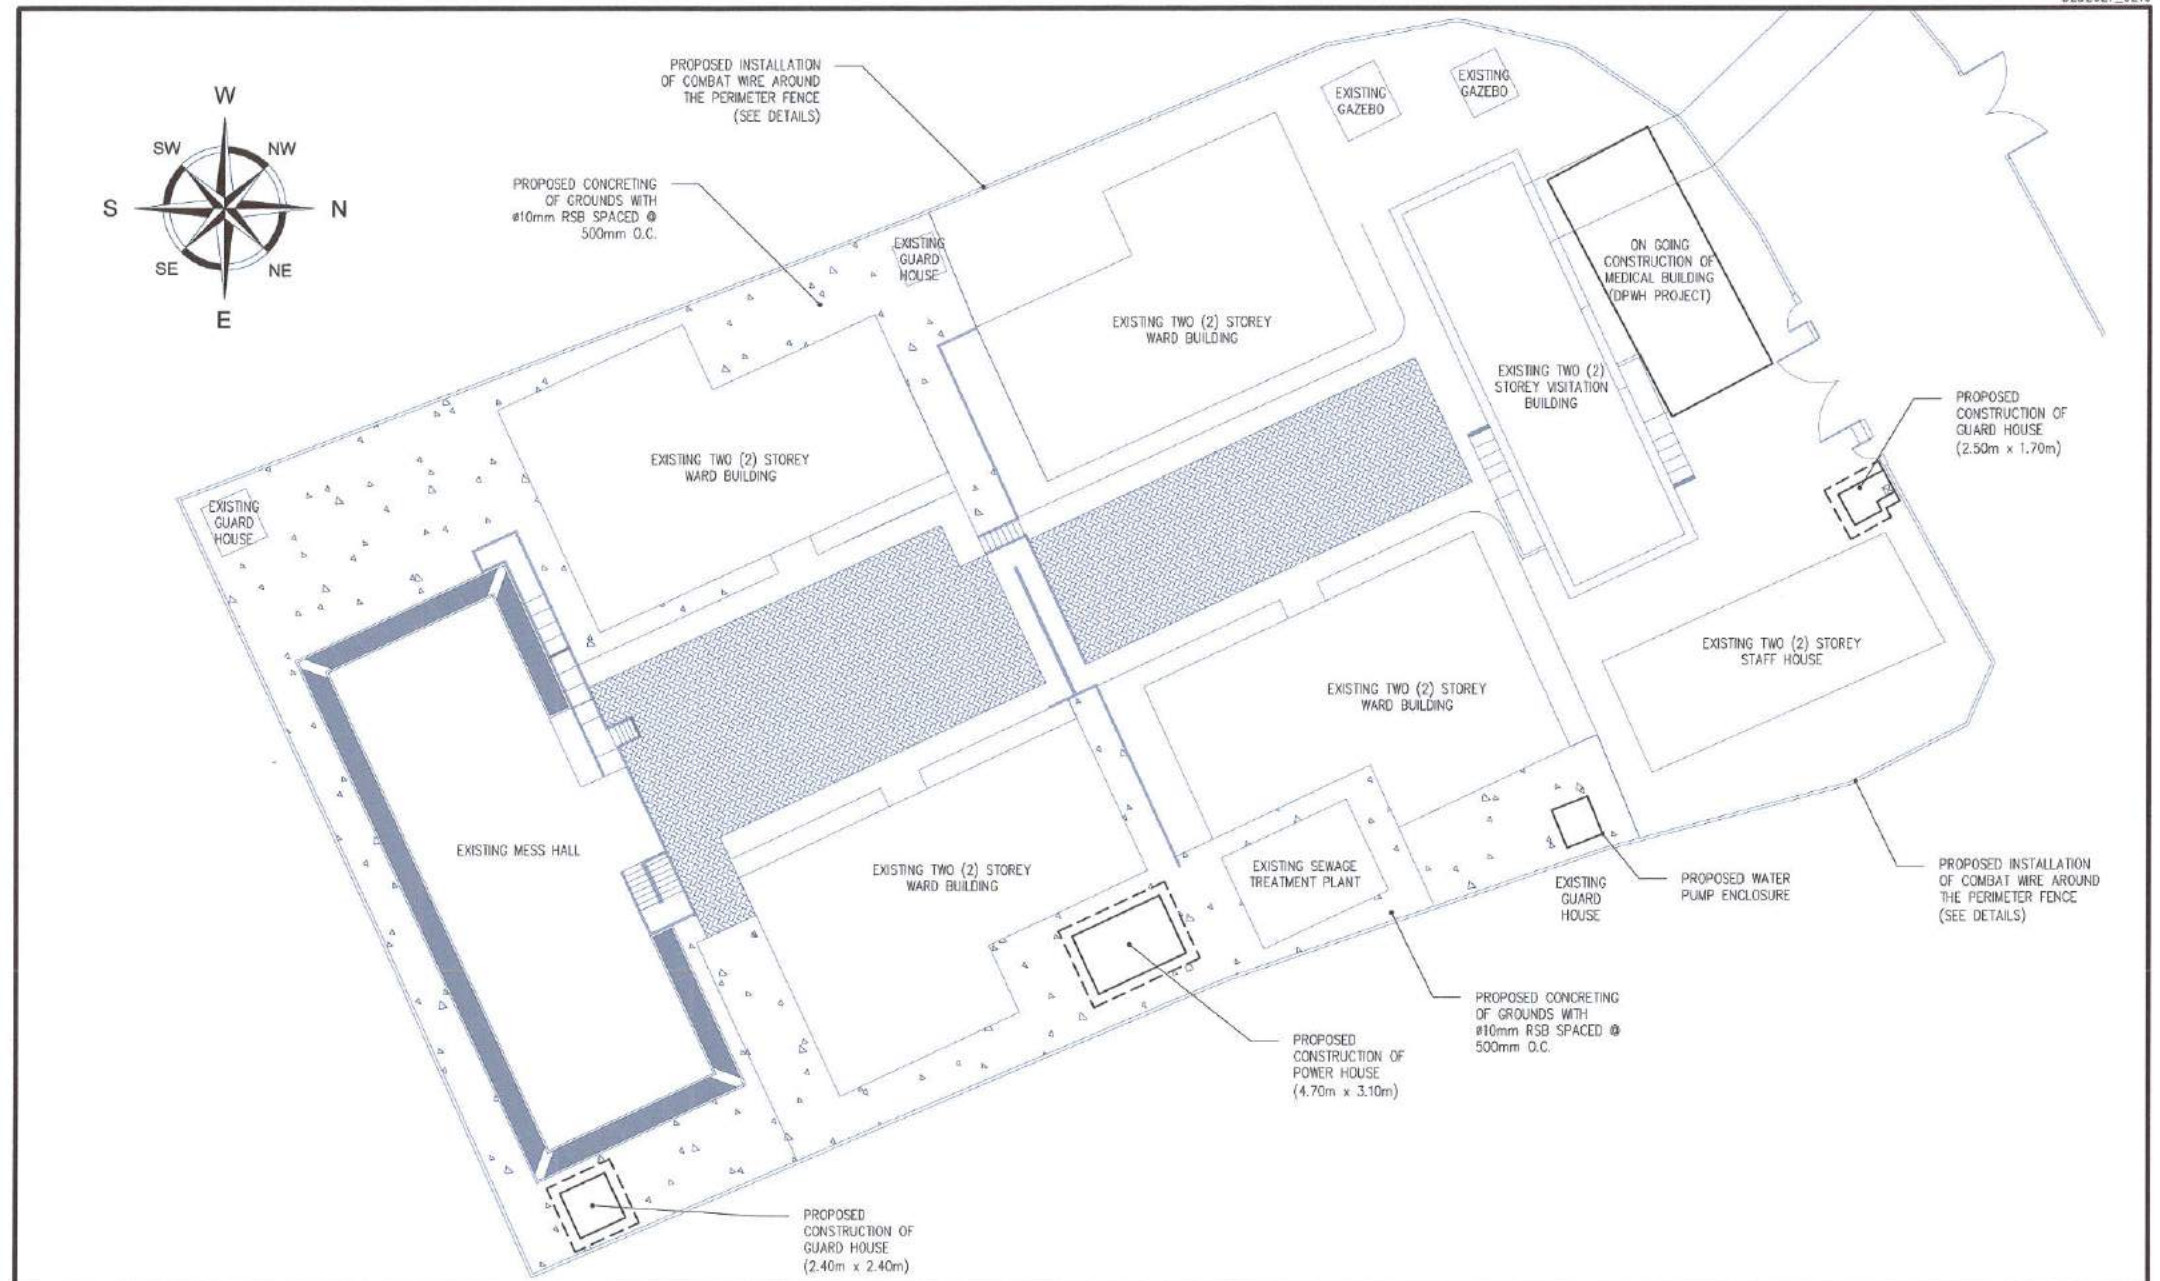 PROPOSED INSTALLATION
OF COMBAT WIRE AROUND
THE PERIMETER FENCE
(SEE DETAILS)
EXISTING
GAZEBO
EXISTING
GAZEBO
W
SW
NW
S
N
SE
NE
E
PROPOSED CONCRETING
OF GROUNDS WITH
ø10mm RSB SPACED @
500mm O.C.
EXISTING
GUARD
HOUSE
ON GOING
CONSTRUCTION OF
MEDICAL BUILDING
(DPWH PROJECT)
EXISTING TWO (2) STOREY
WARD BUILDING
EXISTING TWO (2)
STOREY VISITATION
BUILDING
PROPOSED
CONSTRUCTION OF
GUARD HOUSE
(2.50m x 1.70m)
EXISTING TWO (2) STOREY
WARD BUILDING
EXISTING
GUARD
HOUSE
EXISTING TWO (2) STOREY
STAFF HOUSE
EXISTING TWO (2) STOREY
WARD BUILDING
EXISTING MESS HALL
EXISTING TWO (2) STOREY
WARD BUILDING
EXISTING SEWAGE
TREATMENT PLANT
EXISTING
GUARD
HOUSE
PROPOSED WATER
PUMP ENCLOSURE
PROPOSED INSTALLATION
OF COMBAT WIRE AROUND
THE PERIMETER FENCE
(SEE DETAILS)
PROPOSED CONCRETING
OF GROUNDS WITH
ø10mm RSB SPACED @
500mm O.C.
PROPOSED
CONSTRUCTION OF
POWER HOUSE
(4.70m x 3.10m)
PROPOSED
CONSTRUCTION OF
GUARD HOUSE
(2.40m x 2.40m)